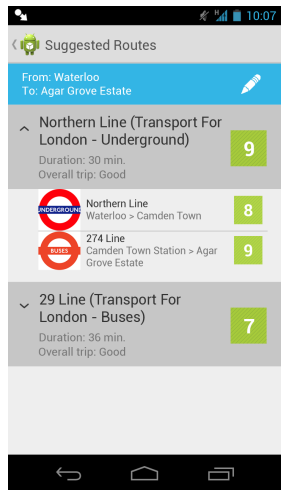 H
10:07
Suggested Routes
From: Waterloo
To: Agar Grove Estate
Northern Line (Transport For
London - Underground)
9
Duration: 30 min.
Overall trip: Good
UNDERGROUND
Northern Line
Waterloo > Camden Town
8
BUSES
274 Line
Camden Town Station > Agar
Grove Estate
9
29 Line (Transport For
London - Buses)
7
Duration: 36 min.
Overall trip: Good